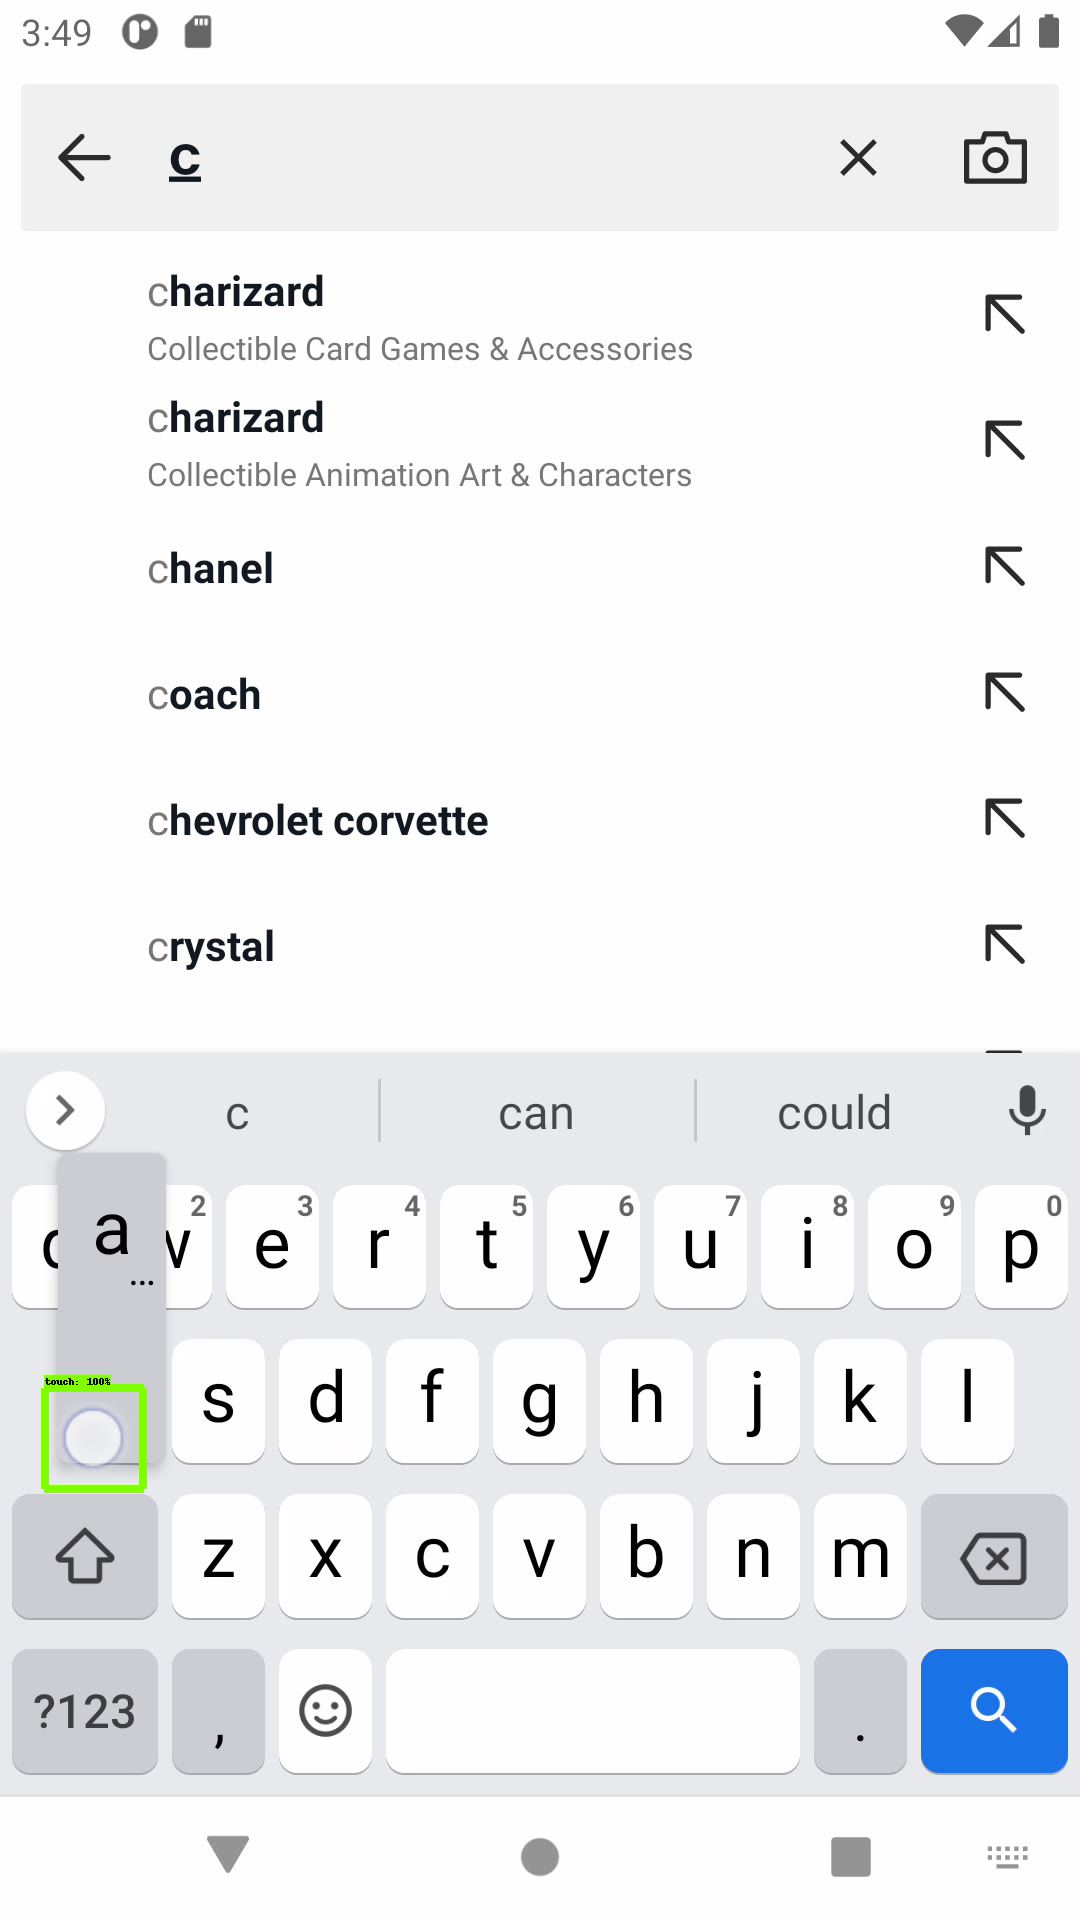 3:49
c
charizard
Collectible Card Games & Accessories
charizard
Collectible Animation Art & Characters
chanel
coach
chevrolet corvette
crystal
c can could
a
...
w 2 e 3 r 4 t 5 y 6 u 7 i 8 o 9 p 0
touch: 100%
s d f g h j k l
z x c v b n m
?123 , .